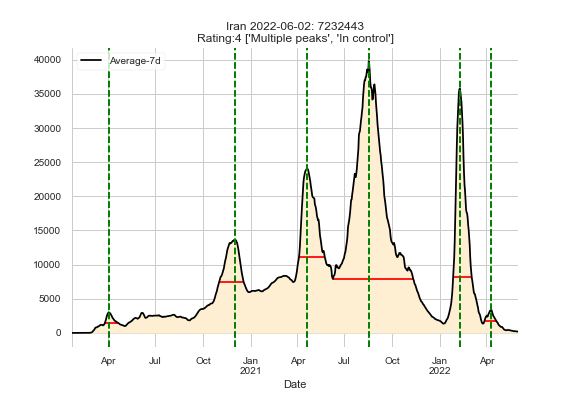 Iran 2022-06-02: 7232443
Rating:4 ['Multiple peaks', 'In control']
Average-7d
40000
35000
30000
25000
20000
15000
10000
5000
0
Apr Jul Oct Jan Apr Jul Oct Jan Apr
2021 2022
Date